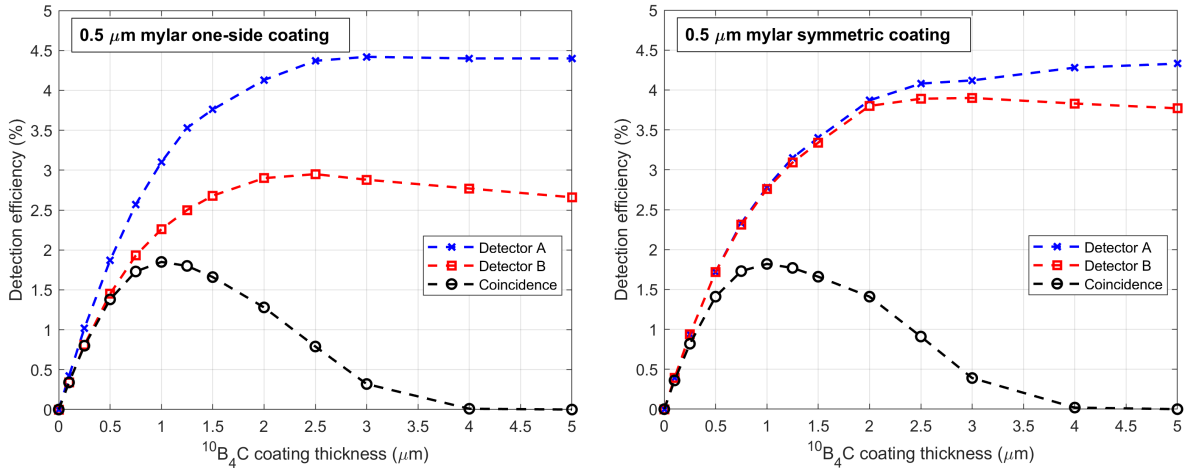 0.5 μm mylar one-side coating
Detection efficiency (%)
5
4.5
4
3.5
3
2.5
2
1.5
1
0.5
0
Detector A
Detector B
Coincidence
0 0.5 1 1.5 2 2.5 3 3.5 4 4.5 5
¹⁰B₄C coating thickness (μm)
0.5 μm mylar symmetric coating
Detection efficiency (%)
5
4.5
4
3.5
3
2.5
2
1.5
1
0.5
0
Detector A
Detector B
Coincidence
0 0.5 1 1.5 2 2.5 3 3.5 4 4.5 5
¹⁰B₄C coating thickness (μm)